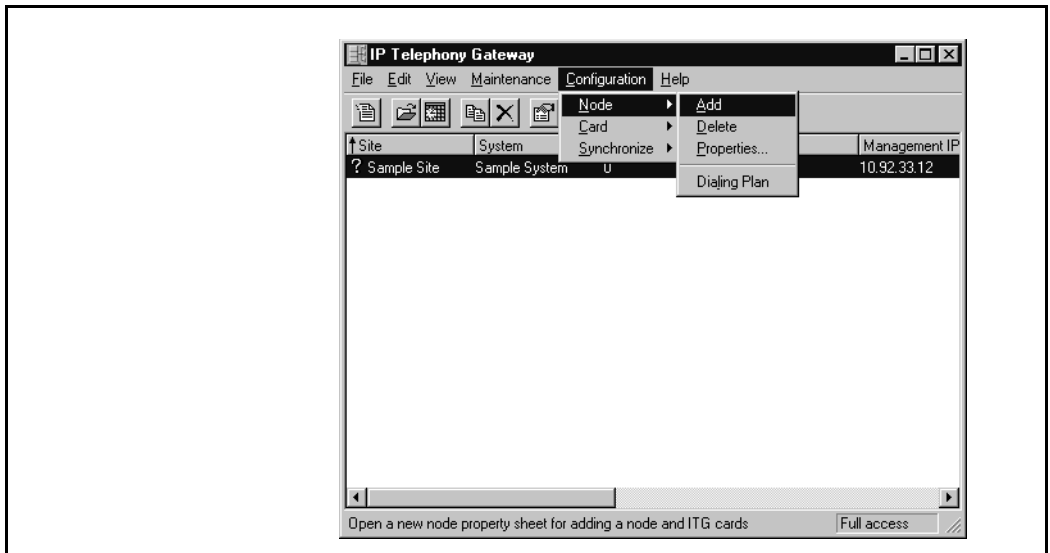 IP Telephony Gateway
File Edit View Maintenance Configuration Help
Node Add
Card Delete
Synchronize Properties...
Dialing Plan
Site System Management IP
? Sample Site Sample System 0 10.92.33.12
Open a new node property sheet for adding a node and ITG cards Full access